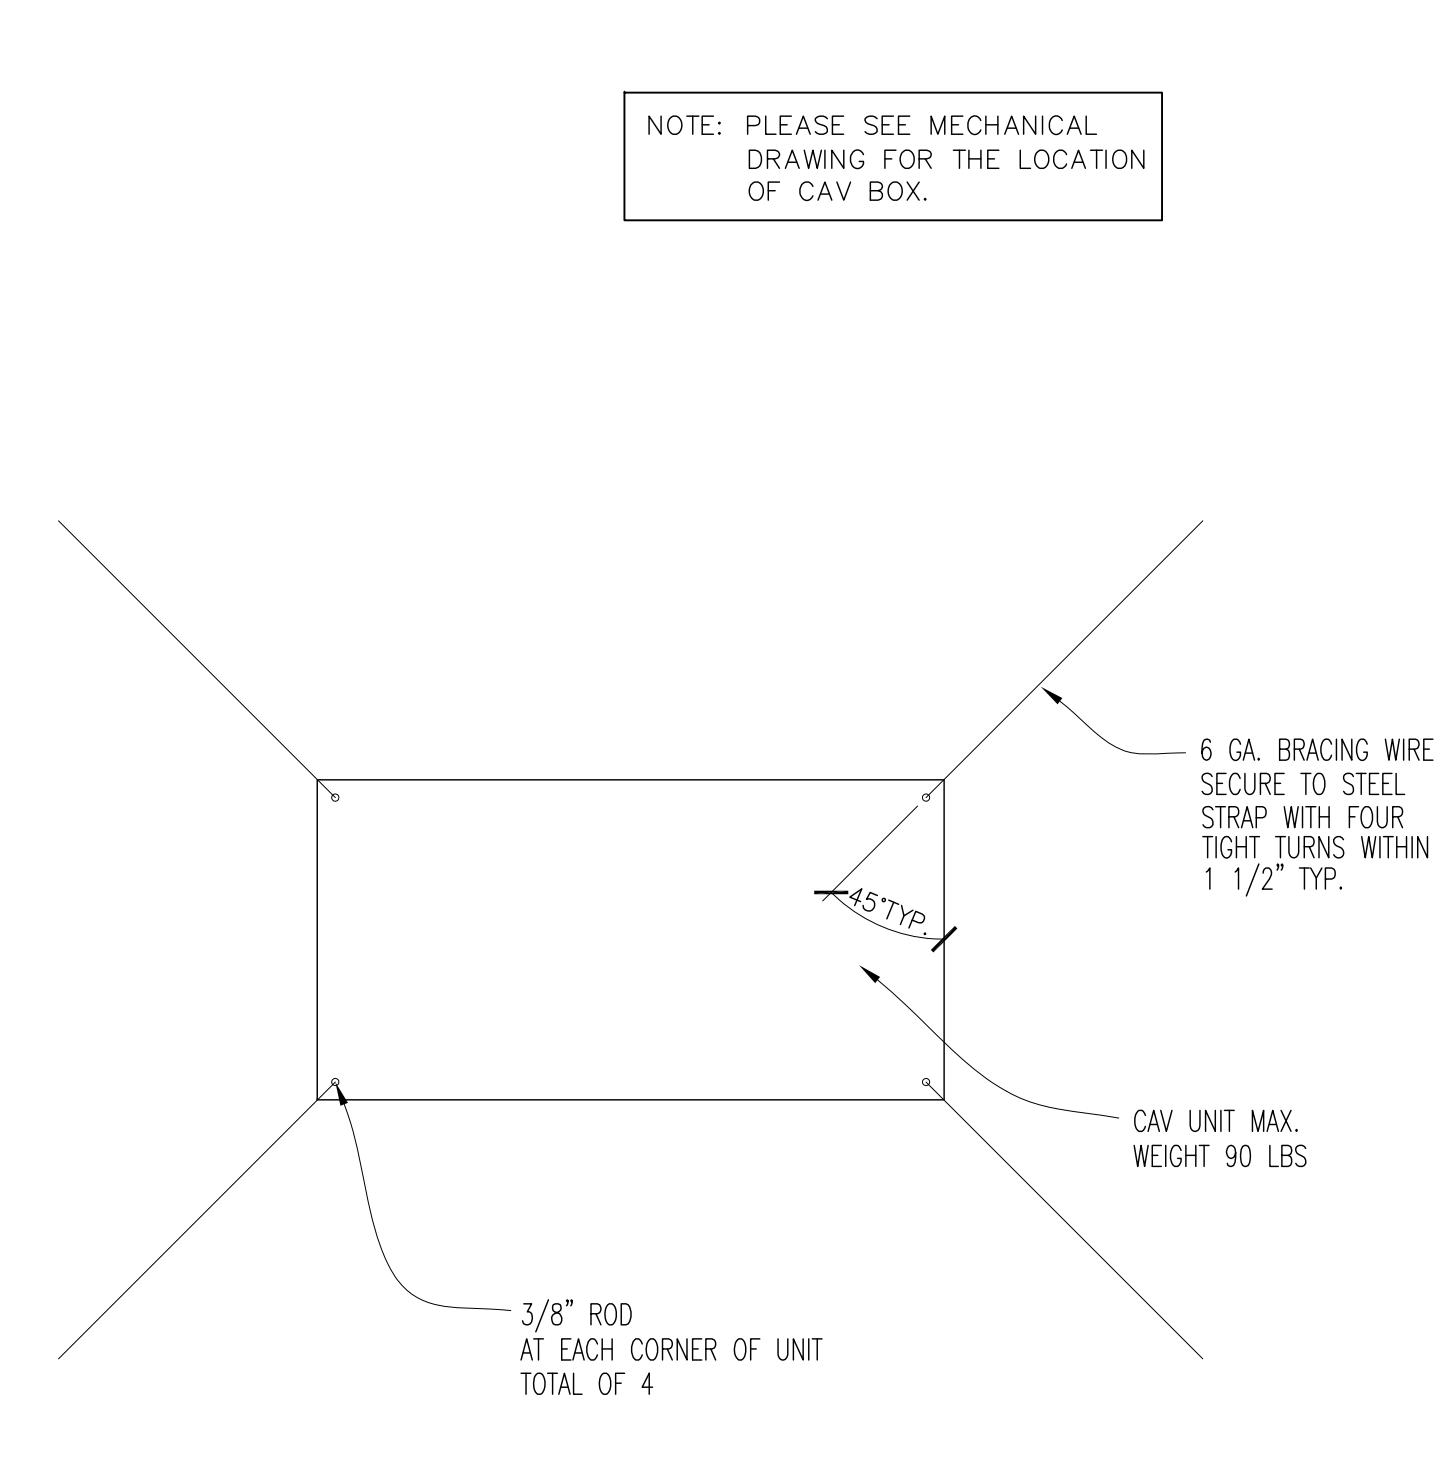 NOTE: PLEASE SEE MECHANICAL
DRAWING FOR THE LOCATION
OF CAV BOX.
6 GA. BRACING WIRE
SECURE TO STEEL
STRAP WITH FOUR
TIGHT TURNS WITHIN
1 1/2" TYP.
45°TYP.
CAV UNIT MAX.
WEIGHT 90 LBS
3/8" ROD
AT EACH CORNER OF UNIT
TOTAL OF 4